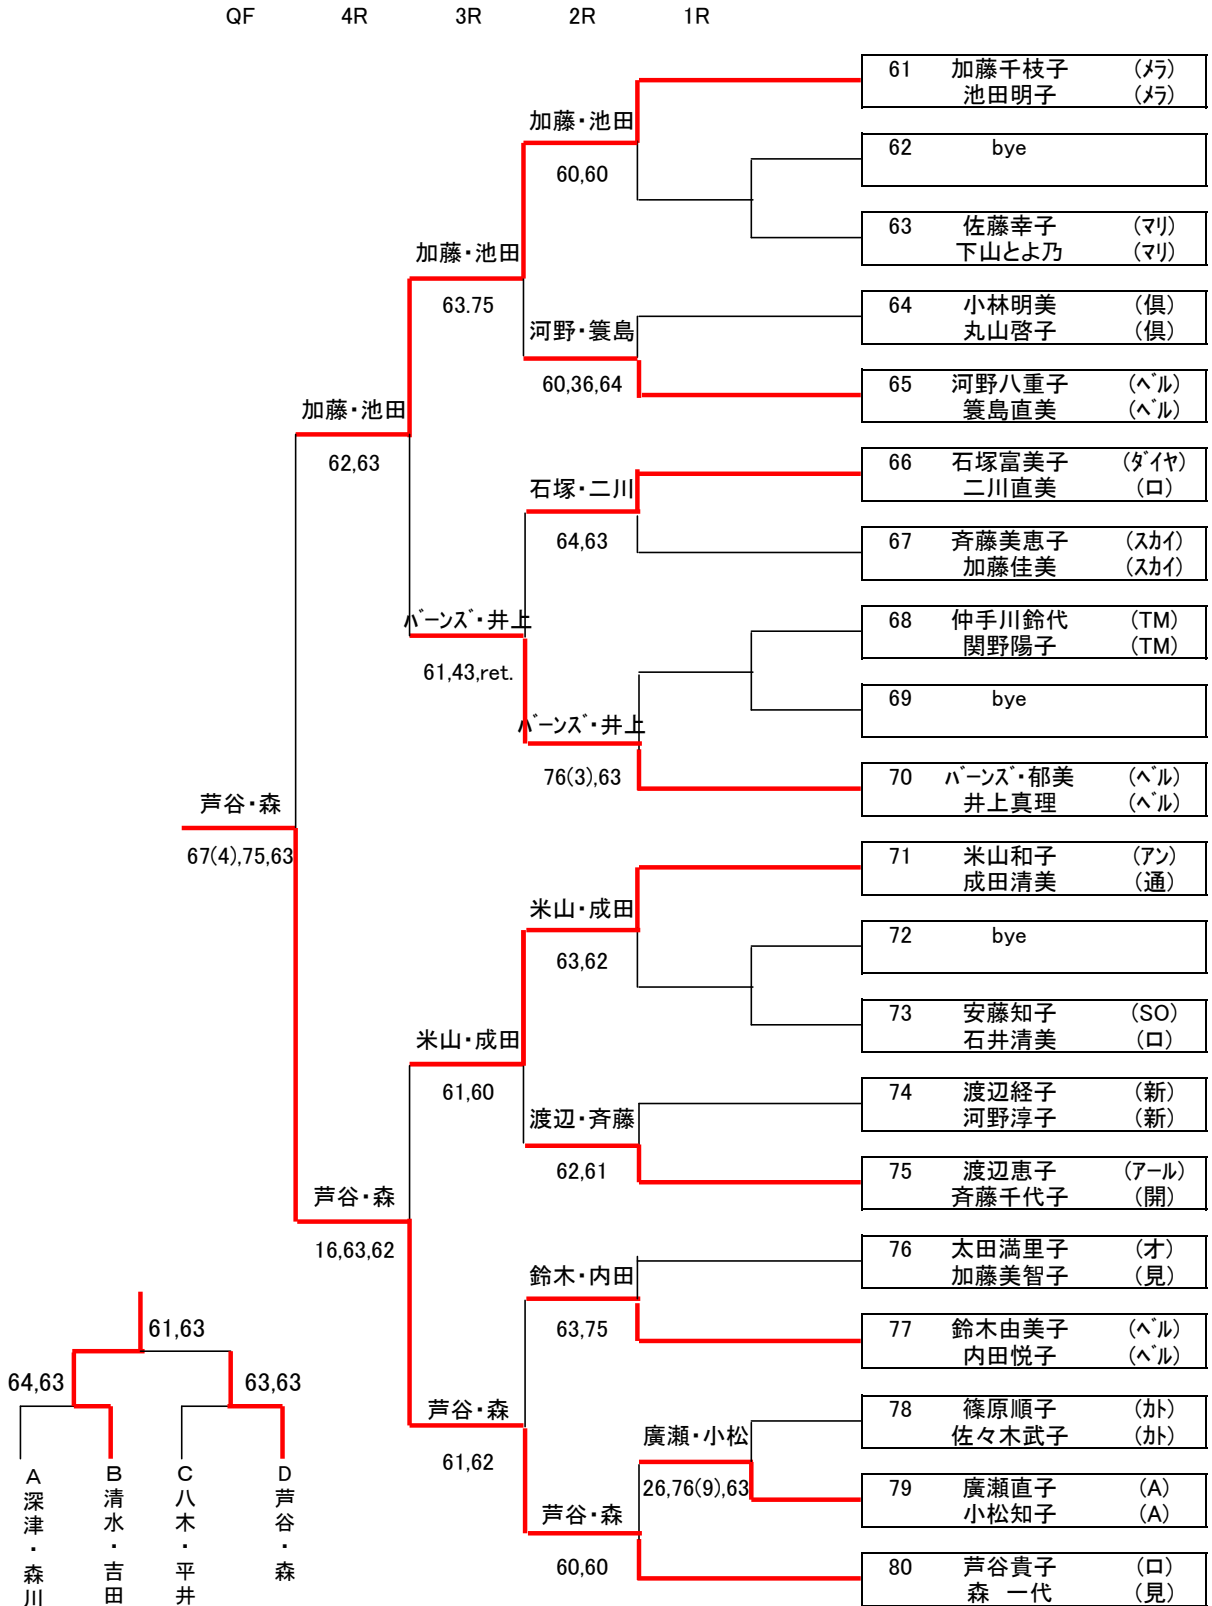 QF 4R 3R 2R 1R
61 加藤千枝子 (メラ)
池田明子 (メラ)
加藤・池田
62 bye
60,60
63 佐藤幸子 (マリ)
下山とよ乃 (マリ)
加藤・池田
63.75
64 小林明美 (倶)
丸山啓子 (倶)
河野・簑島
60,36,64
65 河野八重子 (ベル)
簑島直美 (ベル)
加藤・池田
62,63
66 石塚富美子 (ダイヤ)
二川直美 (ロ)
石塚・二川
64,63
67 斉藤美恵子 (スカイ)
加藤佳美 (スカイ)
バーンズ・井上
61,43,ret.
68 仲手川鈴代 (TM)
関野陽子 (TM)
69 bye
バーンズ・井上
76(3),63
70 バーンズ・郁美 (ベル)
井上真理 (ベル)
芦谷・森
67(4),75,63
71 米山和子 (アン)
成田清美 (通)
米山・成田
72 bye
63,62
73 安藤知子 (SO)
石井清美 (ロ)
米山・成田
61,60
74 渡辺経子 (新)
河野淳子 (新)
渡辺・斉藤
62,61
75 渡辺恵子 (アール)
斉藤千代子 (開)
芦谷・森
16,63,62
76 太田満里子 (オ)
加藤美智子 (見)
鈴木・内田
63,75
77 鈴木由美子 (ベル)
内田悦子 (ベル)
61,63
64,63 63,63
芦谷・森
61,62
78 篠原順子 (カト)
佐々木武子 (カト)
廣瀬・小松
26,76(9),63
79 廣瀬直子 (A)
小松知子 (A)
芦谷・森
60,60
80 芦谷貴子 (ロ)
森 一代 (見)
A深津・森川
B清水・吉田
C八木・平井
D芦谷・森